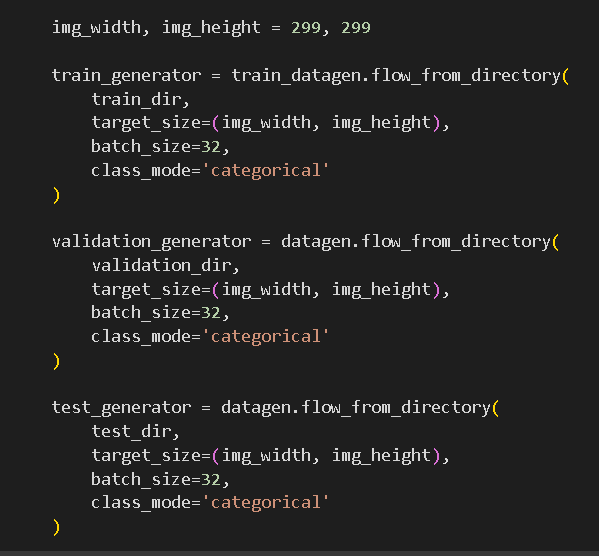 img_width, img_height = 299, 299
train_generator = train_datagen.flow_from_directory(
train_dir,
target_size=(img_width, img_height),
batch_size=32,
class_mode='categorical'
)
validation_generator = datagen.flow_from_directory(
validation_dir,
target_size=(img_width, img_height),
batch_size=32,
class_mode='categorical'
)
test_generator = datagen.flow_from_directory(
test_dir,
target_size=(img_width, img_height),
batch_size=32,
class_mode='categorical'
)